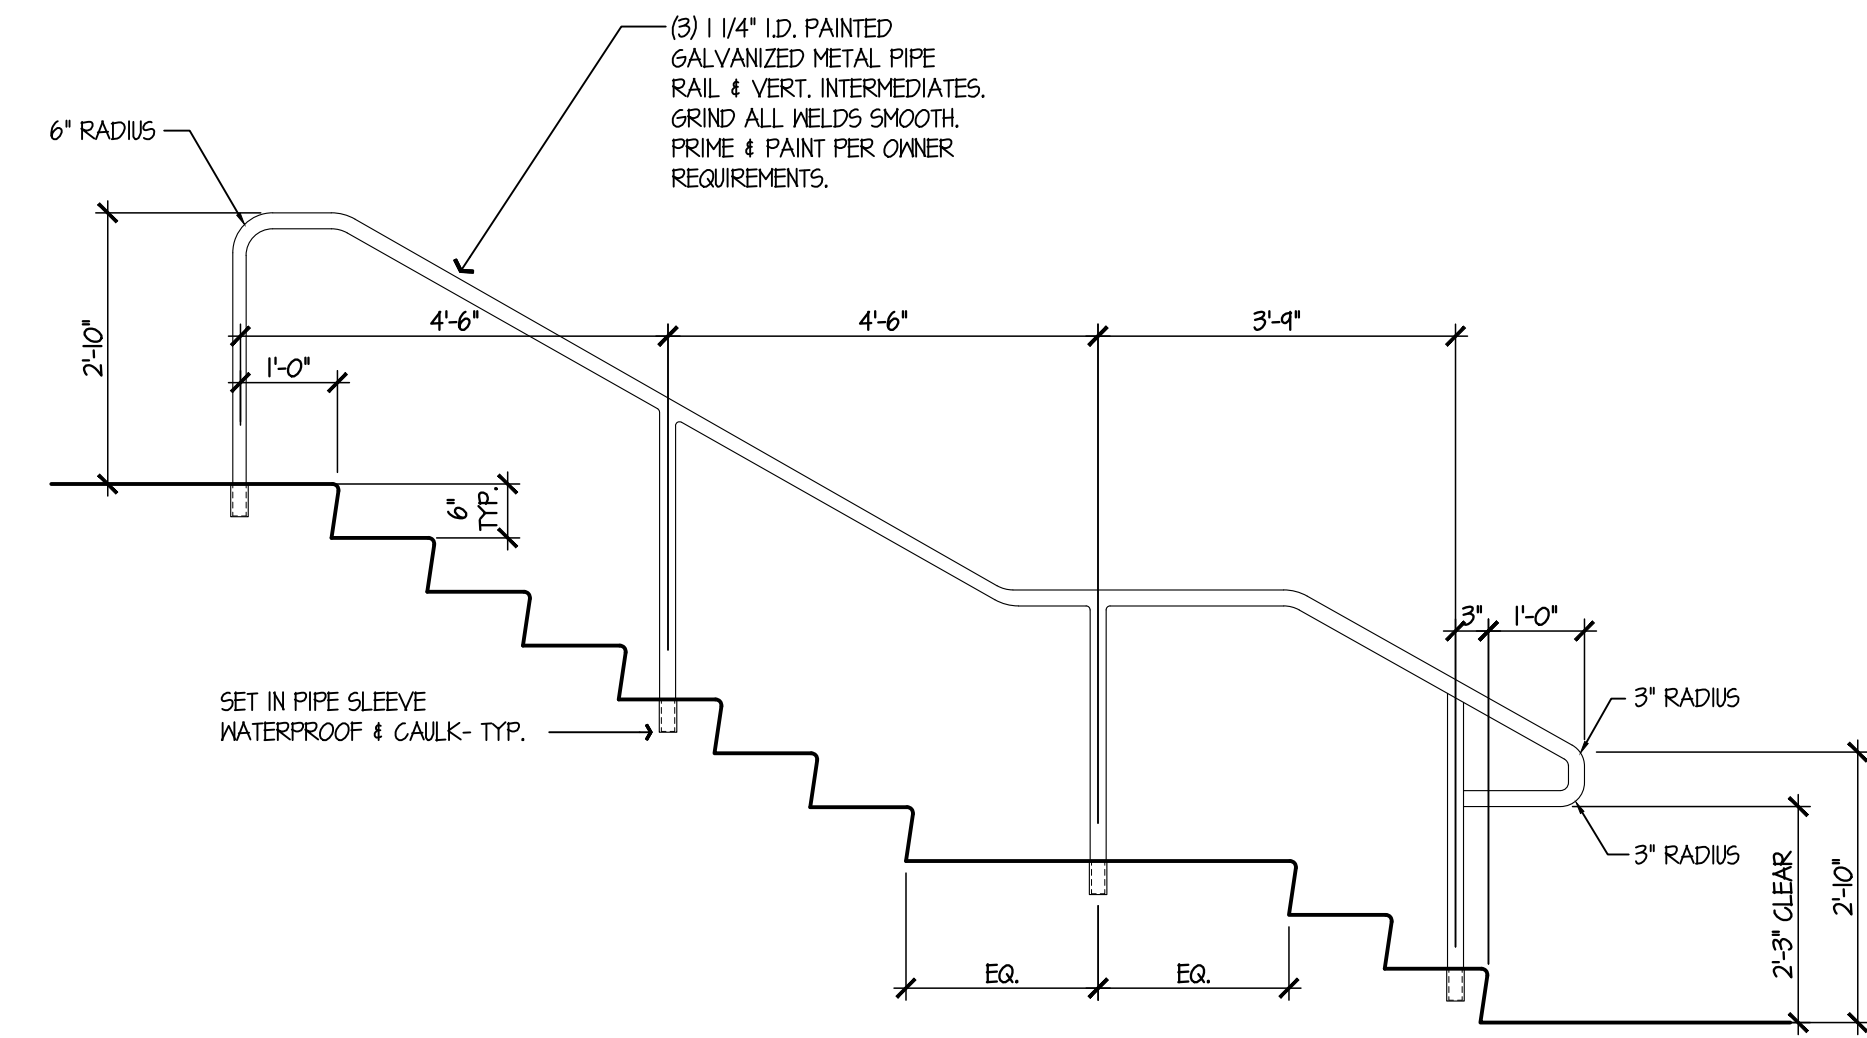 (3) 1 1/4" I.D. PAINTED
GALVANIZED METAL PIPE
RAIL & VERT. INTERMEDIATES.
GRIND ALL WELDS SMOOTH.
PRIME & PAINT PER OWNER
REQUIREMENTS.
6" RADIUS
4'-6"
4'-6"
3'-9"
2'-10"
1'-0"
6"
TYP.
3"
1'-0"
SET IN PIPE SLEEVE
WATERPROOF & CAULK- TYP.
3" RADIUS
3" RADIUS
2'-3" CLEAR
2'-10"
EQ.
EQ.